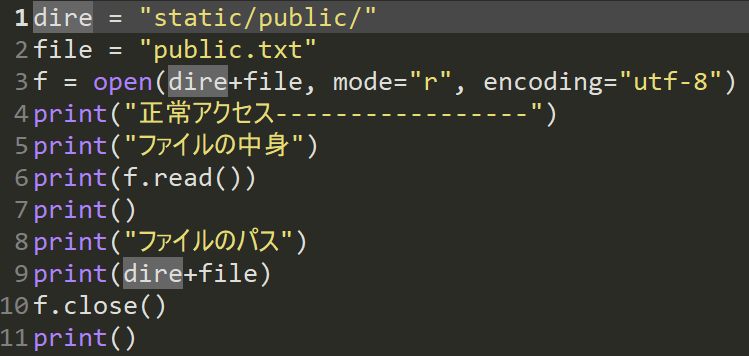 1 dire = "static/public/"
2 file = "public.txt"
3 f = open(dire+file, mode="r", encoding="utf-8")
4 print("正常アクセス-----------------")
5 print("ファイルの中身")
6 print(f.read())
7 print()
8 print("ファイルのパス")
9 print(dire+file)
10 f.close()
11 print()